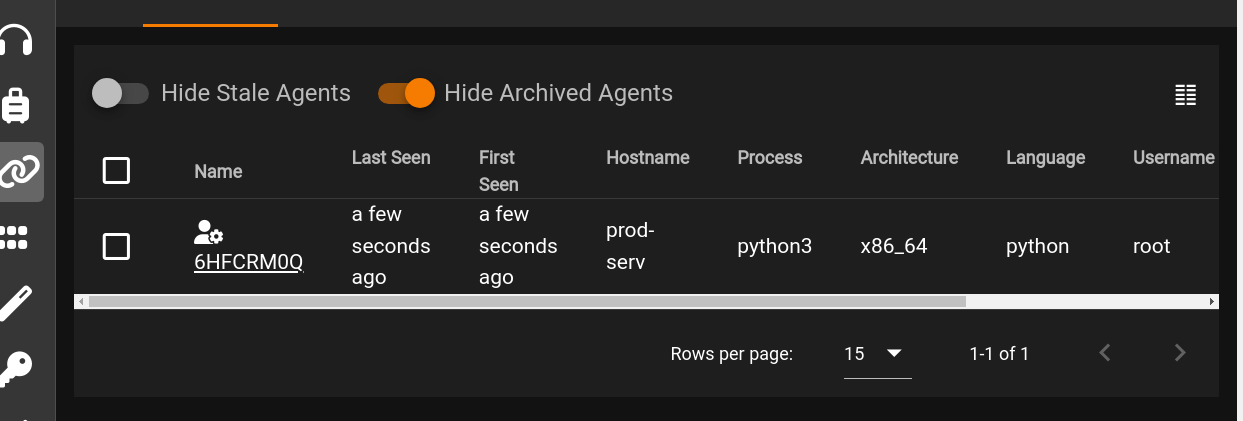 Hide Stale Agents Hide Archived Agents
Name Last Seen First Seen Hostname Process Architecture Language Username
6HFCRM0Q a few seconds ago a few seconds ago prod-serv python3 x86_64 python root
Rows per page: 15 1-1 of 1